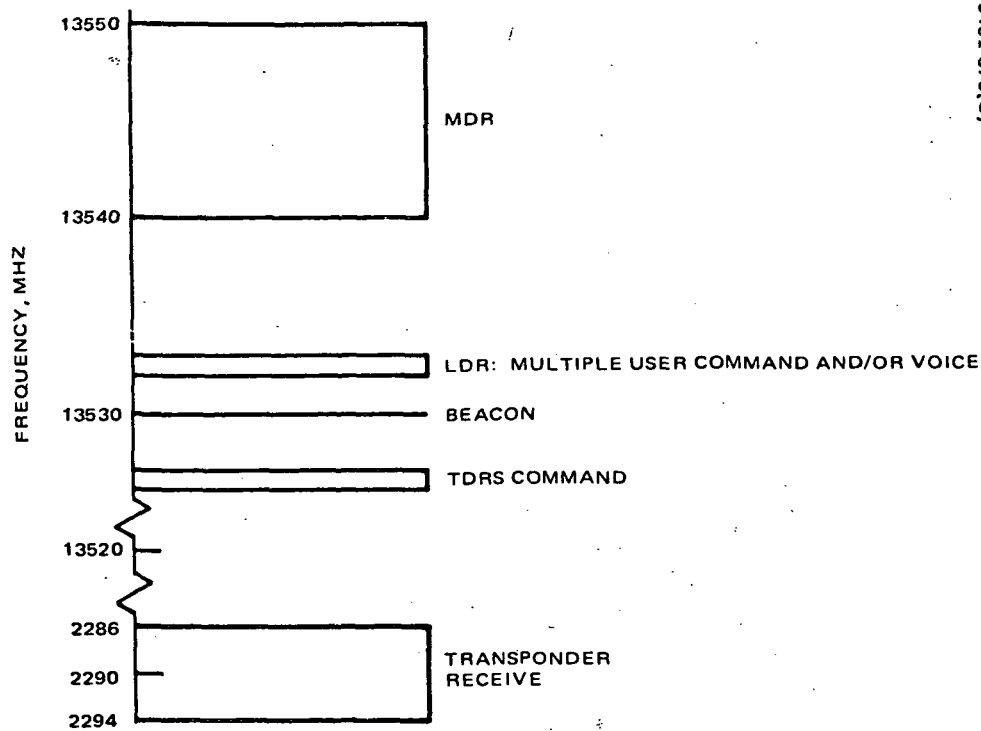 13550
MDR
13540
FREQUENCY, MHZ
LDR: MULTIPLE USER COMMAND AND/OR VOICE
13530
BEACON
TDRS COMMAND
13520
2286
TRANSPONDER
RECEIVE
2290
2294